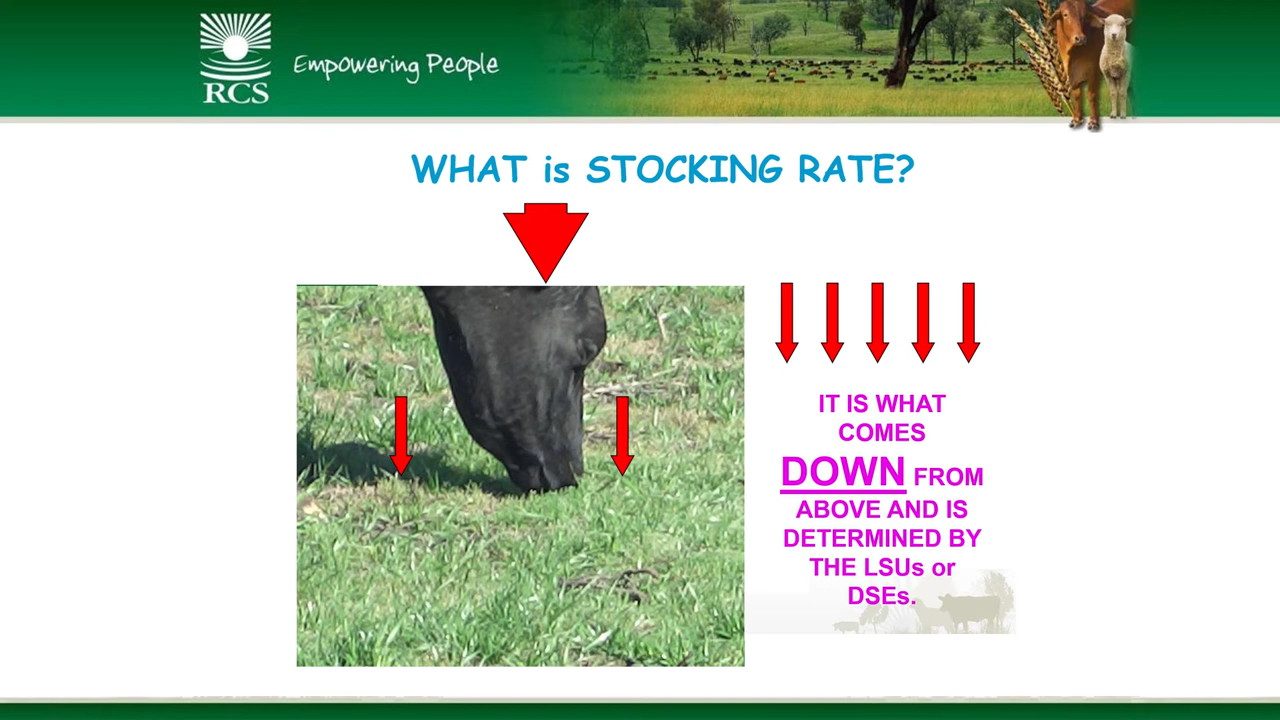 RCS
Empowering People
WHAT is STOCKING RATE?
IT IS WHAT
COMES
DOWN FROM
ABOVE AND IS
DETERMINED BY
THE LSUs or
DSEs.